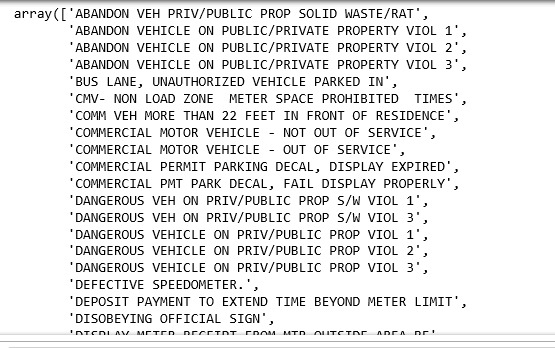 array(['ABANDON VEH PRIV/PUBLIC PROP SOLID WASTE/RAT',
'ABANDON VEHICLE ON PUBLIC/PRIVATE PROPERTY VIOL 1',
'ABANDON VEHICLE ON PUBLIC/PRIVATE PROPERTY VIOL 2',
'ABANDON VEHICLE ON PUBLIC/PRIVATE PROPERTY VIOL 3',
'BUS LANE, UNAUTHORIZED VEHICLE PARKED IN',
'CMV- NON LOAD ZONE  METER SPACE PROHIBITED  TIMES',
'COMM VEH MORE THAN 22 FEET IN FRONT OF RESIDENCE',
'COMMERCIAL MOTOR VEHICLE - NOT OUT OF SERVICE',
'COMMERCIAL MOTOR VEHICLE - OUT OF SERVICE',
'COMMERCIAL PERMIT PARKING DECAL, DISPLAY EXPIRED',
'COMMERCIAL PMT PARK DECAL, FAIL DISPLAY PROPERLY',
'DANGEROUS VEH ON PRIV/PUBLIC PROP S/W VIOL 1',
'DANGEROUS VEH ON PRIV/PUBLIC PROP S/W VIOL 3',
'DANGEROUS VEHICLE ON PRIV/PUBLIC PROP VIOL 1',
'DANGEROUS VEHICLE ON PRIV/PUBLIC PROP VIOL 2',
'DANGEROUS VEHICLE ON PRIV/PUBLIC PROP VIOL 3',
'DEFECTIVE SPEEDOMETER.',
'DEPOSIT PAYMENT TO EXTEND TIME BEYOND METER LIMIT',
'DISOBEYING OFFICIAL SIGN',
'DISPLAY METER RECEIPT FROM MTR OUTSIDE AREA